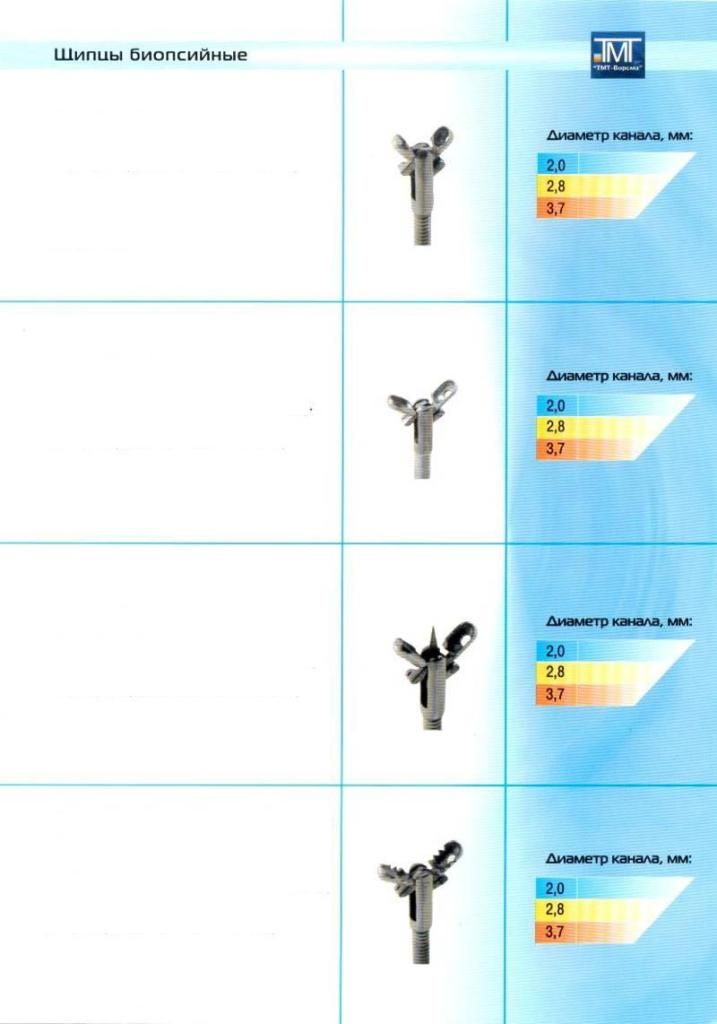 Щипцы биопсийные
ТМТ
"ТМТ-Ворсма"
Диаметр канала, мм:
2,0
2,8
3,7
Диаметр канала, мм:
2,0
2,8
3,7
Диаметр канала, мм:
2,0
2,8
3,7
Диаметр канала, мм:
2,0
2,8
3,7